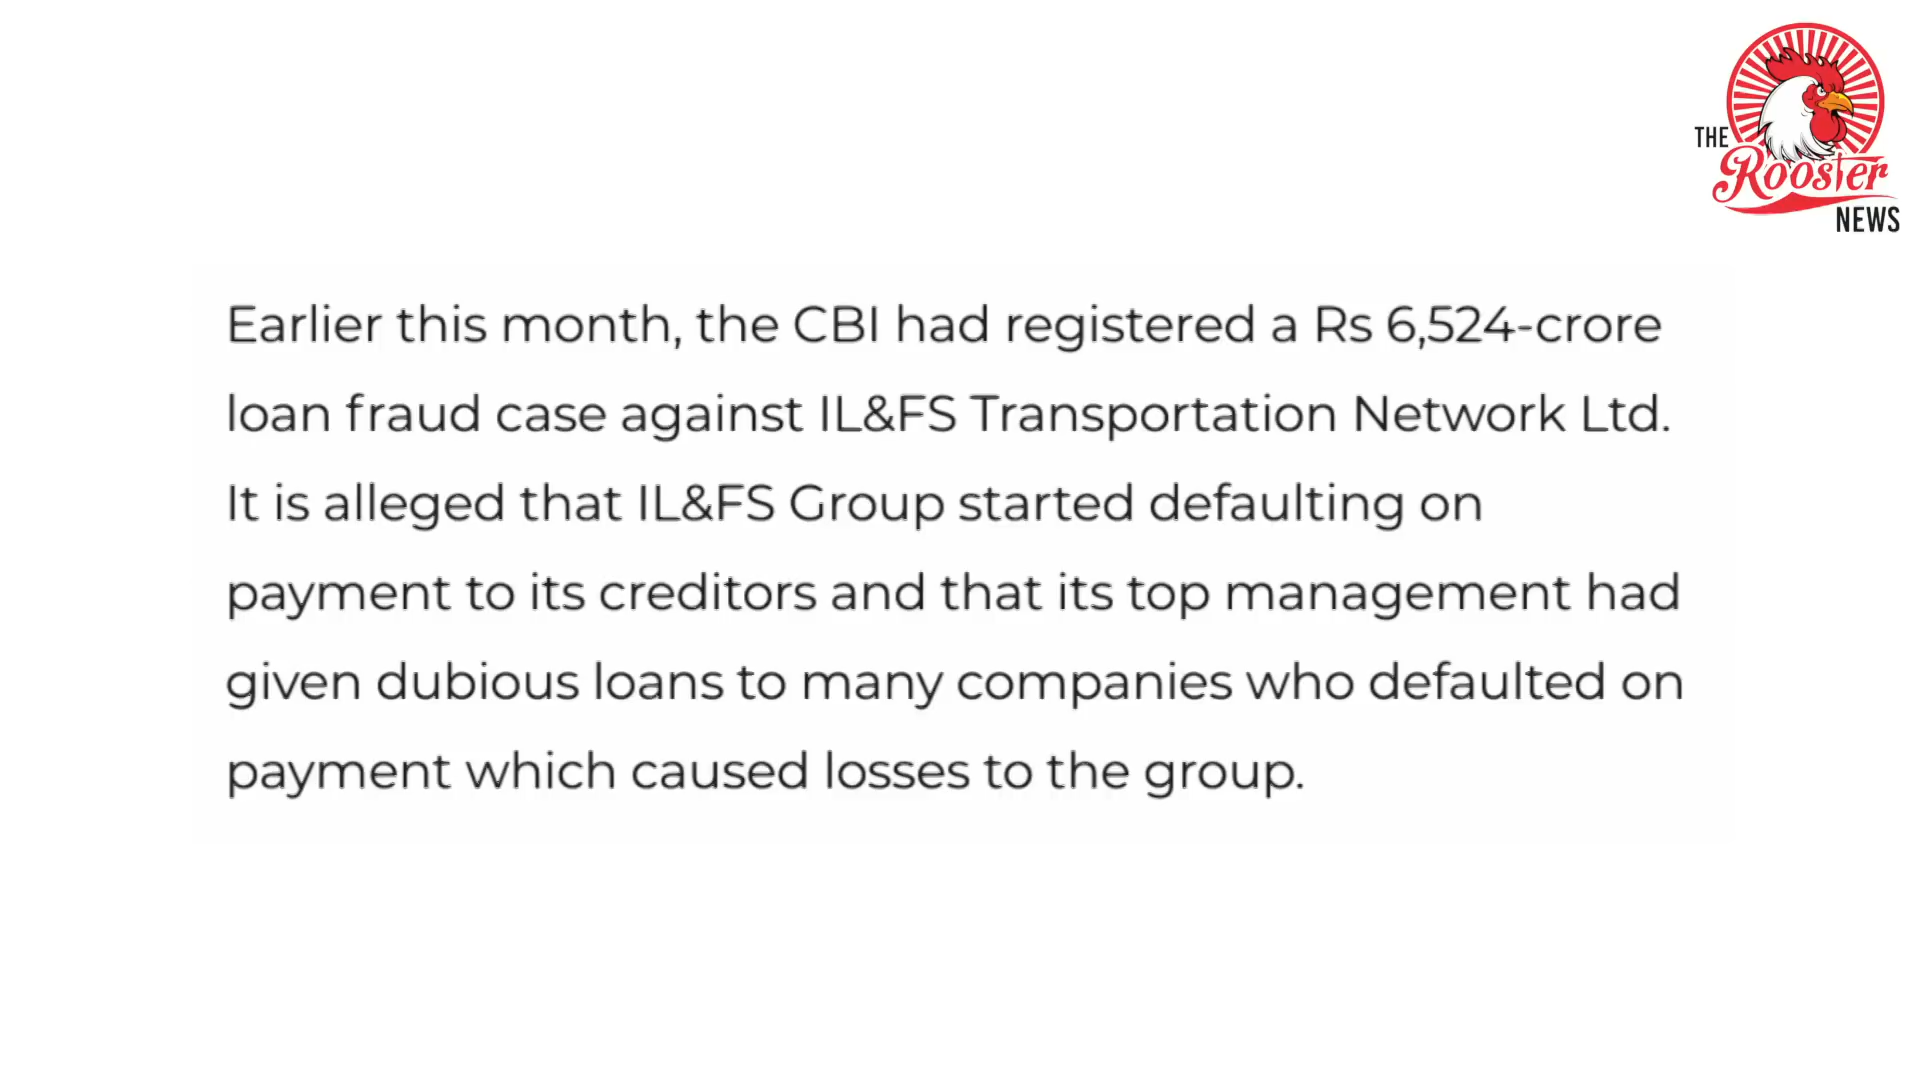 THE
Rooster
NEWS
Earlier this month, the CBI had registered a Rs 6,524-crore
loan fraud case against IL&FS Transportation Network Ltd.
It is alleged that IL&FS Group started defaulting on
payment to its creditors and that its top management had
given dubious loans to many companies who defaulted on
payment which caused losses to the group.